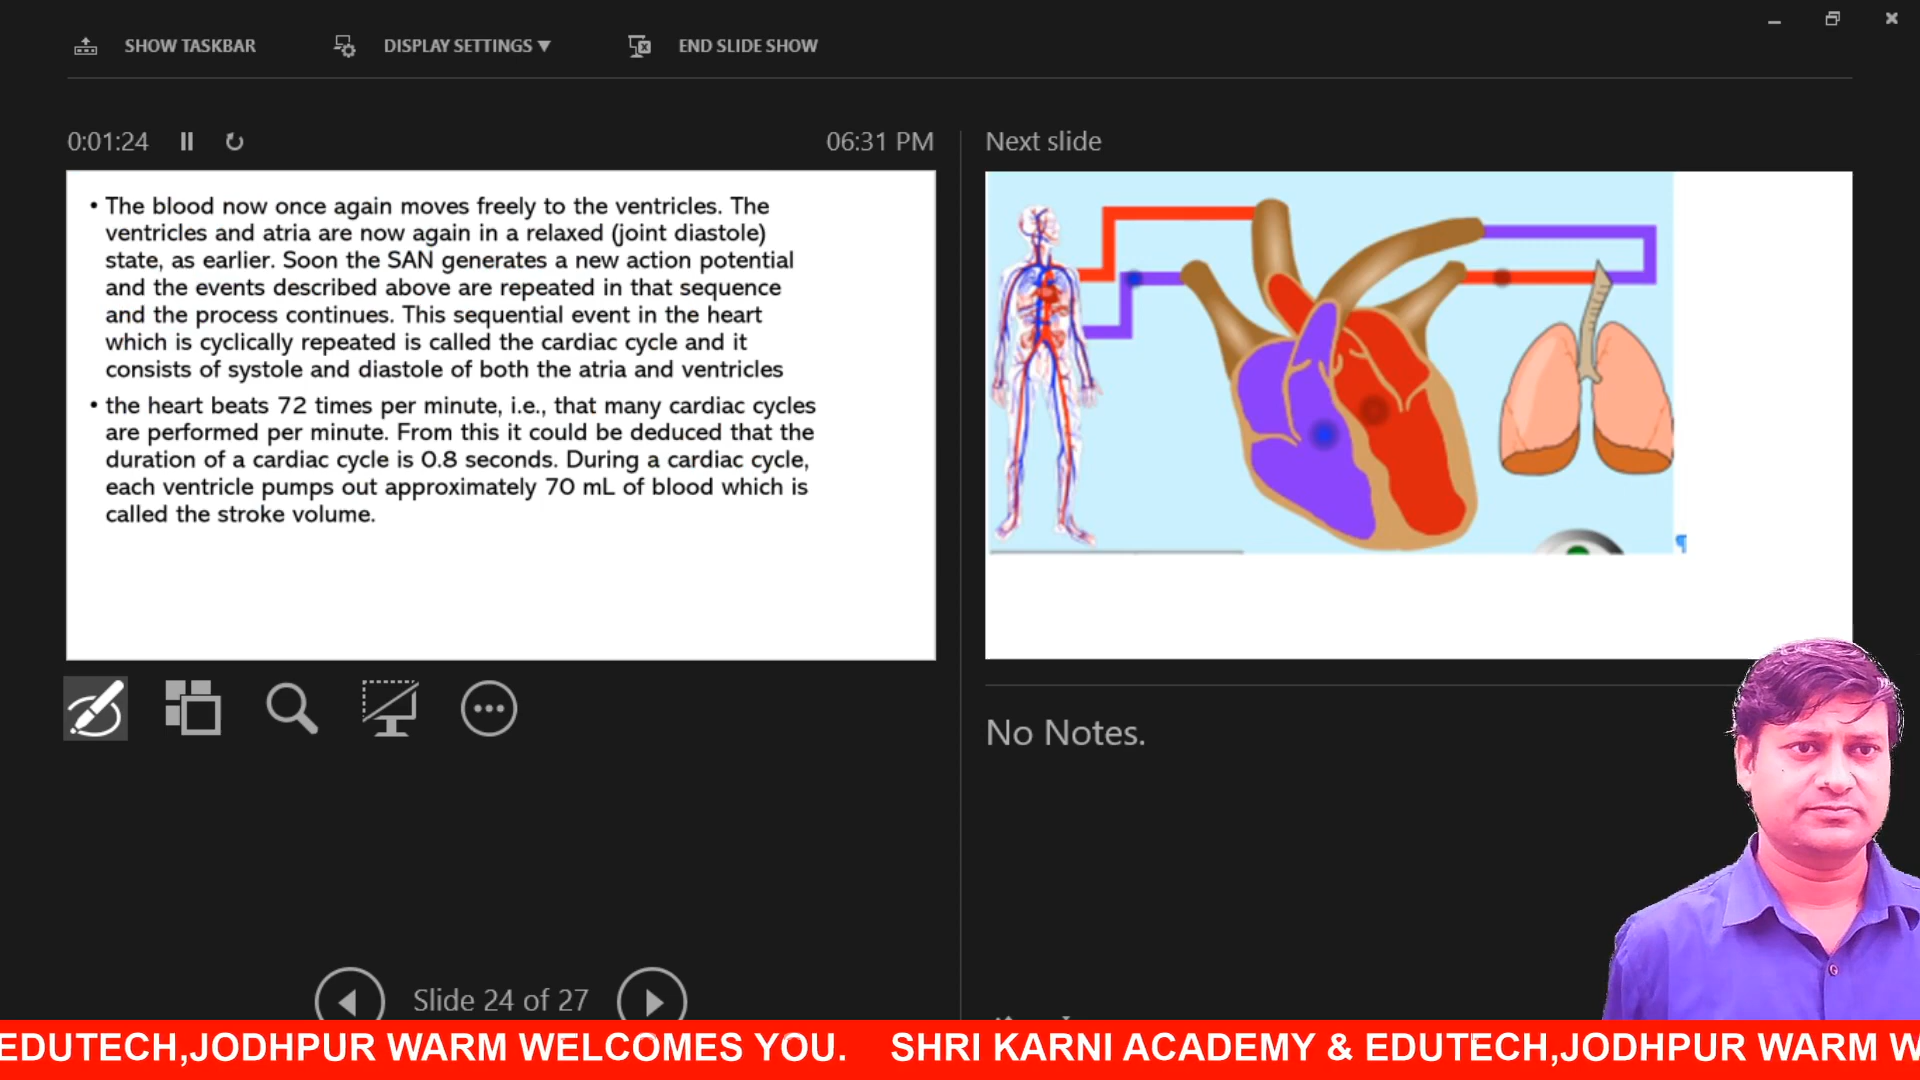 SHOW TASKBAR
DISPLAY SETTINGS ▼
END SLIDE SHOW
0:01:24
06:31 PM
Next slide
• The blood now once again moves freely to the ventricles. The
ventricles and atria are now again in a relaxed (joint diastole)
state, as earlier. Soon the SAN generates a new action potential
and the events described above are repeated in that sequence
and the process continues. This sequential event in the heart
which is cyclically repeated is called the cardiac cycle and it
consists of systole and diastole of both the atria and ventricles
• the heart beats 72 times per minute, i.e., that many cardiac cycles
are performed per minute. From this it could be deduced that the
duration of a cardiac cycle is 0.8 seconds. During a cardiac cycle,
each ventricle pumps out approximately 70 mL of blood which is
called the stroke volume.
¶
No Notes.
Slide 24 of 27
EDUTECH,JODHPUR WARM WELCOMES YOU. SHRI KARNI ACADEMY & EDUTECH,JODHPUR WARM W